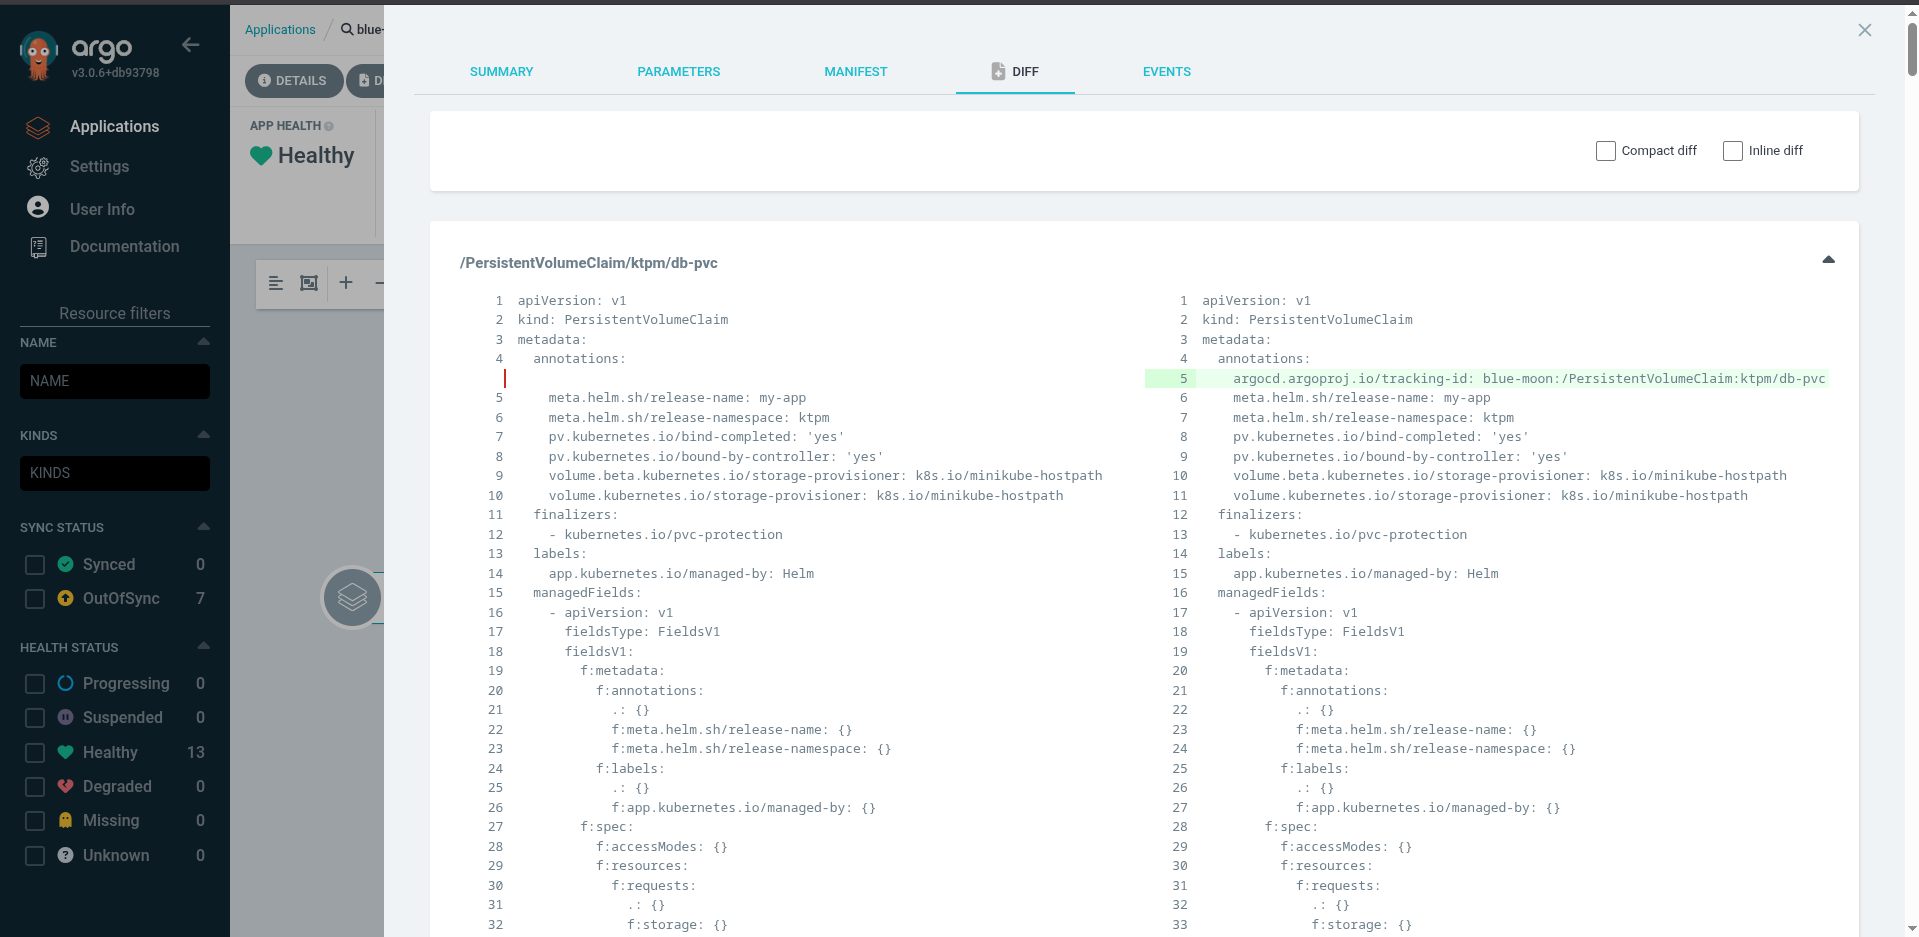 argo
v3.0.6+db93798
Applications
Settings
User Info
Documentation
Resource filters
NAME
NAME
KINDS
KINDS
SYNC STATUS
Synced 0
OutOfSync 7
HEALTH STATUS
Progressing 0
Suspended 0
Healthy 13
Degraded 0
Missing 0
Unknown 0
Applications / blue-
DETAILS
APP HEALTH
Healthy
SUMMARY PARAMETERS MANIFEST DIFF EVENTS
Compact diff Inline diff
/PersistentVolumeClaim/ktpm/db-pvc
1 apiVersion: v1
2 kind: PersistentVolumeClaim
3 metadata:
4 annotations:
5 meta.helm.sh/release-name: my-app
6 meta.helm.sh/release-namespace: ktpm
7 pv.kubernetes.io/bind-completed: 'yes'
8 pv.kubernetes.io/bound-by-controller: 'yes'
9 volume.beta.kubernetes.io/storage-provisioner: k8s.io/minikube-hostpath
10 volume.kubernetes.io/storage-provisioner: k8s.io/minikube-hostpath
11 finalizers:
12 - kubernetes.io/pvc-protection
13 labels:
14 app.kubernetes.io/managed-by: Helm
15 managedFields:
16 - apiVersion: v1
17 fieldsType: FieldsV1
18 fieldsV1:
19 f:metadata:
20 f:annotations:
21 .: {}
22 f:meta.helm.sh/release-name: {}
23 f:meta.helm.sh/release-namespace: {}
24 f:labels:
25 .: {}
26 f:app.kubernetes.io/managed-by: {}
27 f:spec:
28 f:accessModes: {}
29 f:resources:
30 f:requests:
31 .: {}
32 f:storage: {}
1 apiVersion: v1
2 kind: PersistentVolumeClaim
3 metadata:
4 annotations:
5 argocd.argoproj.io/tracking-id: blue-moon:/PersistentVolumeClaim:ktpm/db-pvc
6 meta.helm.sh/release-name: my-app
7 meta.helm.sh/release-namespace: ktpm
8 pv.kubernetes.io/bind-completed: 'yes'
9 pv.kubernetes.io/bound-by-controller: 'yes'
10 volume.beta.kubernetes.io/storage-provisioner: k8s.io/minikube-hostpath
11 volume.kubernetes.io/storage-provisioner: k8s.io/minikube-hostpath
12 finalizers:
13 - kubernetes.io/pvc-protection
14 labels:
15 app.kubernetes.io/managed-by: Helm
16 managedFields:
17 - apiVersion: v1
18 fieldsType: FieldsV1
19 fieldsV1:
20 f:metadata:
21 f:annotations:
22 .: {}
23 f:meta.helm.sh/release-name: {}
24 f:meta.helm.sh/release-namespace: {}
25 f:labels:
26 .: {}
27 f:app.kubernetes.io/managed-by: {}
28 f:spec:
29 f:accessModes: {}
30 f:resources:
31 f:requests:
32 .: {}
33 f:storage: {}